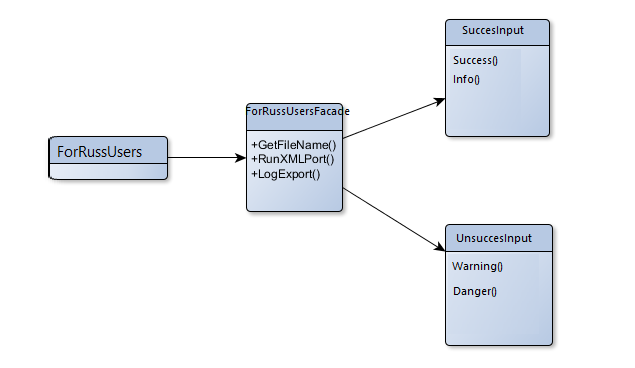 ForRussUsers
ForRussUsersFacade
+GetFileName()
+RunXMLPort()
+LogExport()
SuccesInput
Success()
Info()
UnsuccesInput
Warning()
Danger()